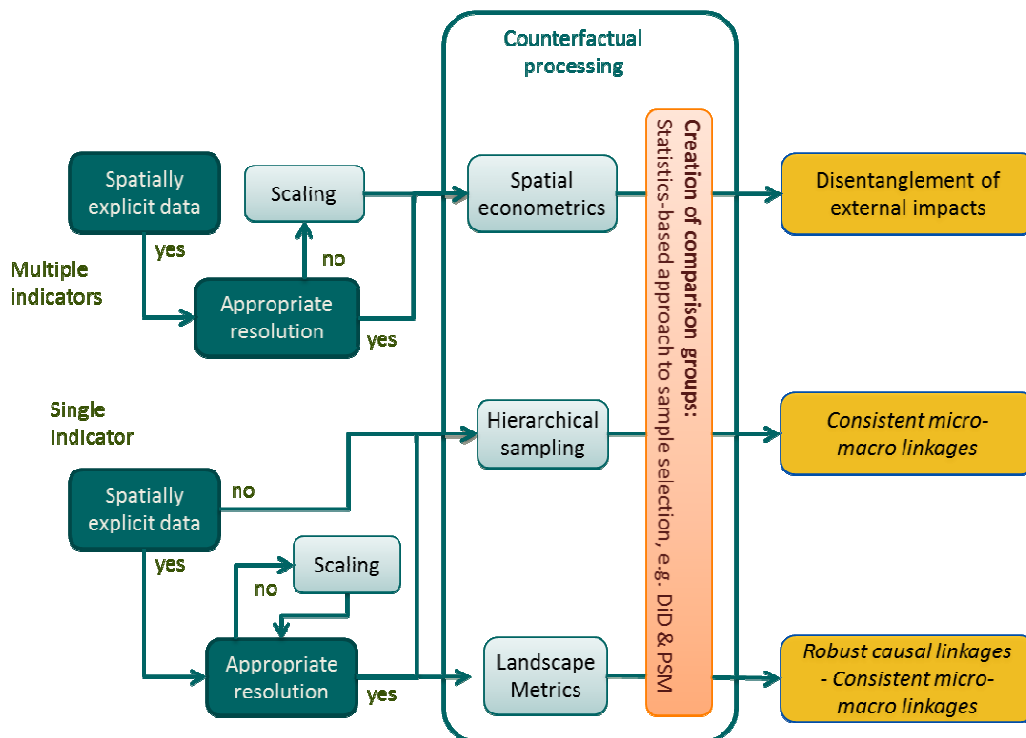 Counterfactual
processing
Spatially
explicit data
yes
Multiple
indicators
Scaling
no
Appropriate
resolution
yes
Spatial
econometrics
Creation of comparison groups:
Statistics-based approach to sample selection, e.g. DiD & PSM
Disentanglement of
external impacts
Single
indicator
Spatially
explicit data
no
yes
Hierarchical
sampling
Consistent micro-
macro linkages
Scaling
no
Appropriate
resolution
yes
Landscape
Metrics
Robust causal linkages
- Consistent micro-
macro linkages